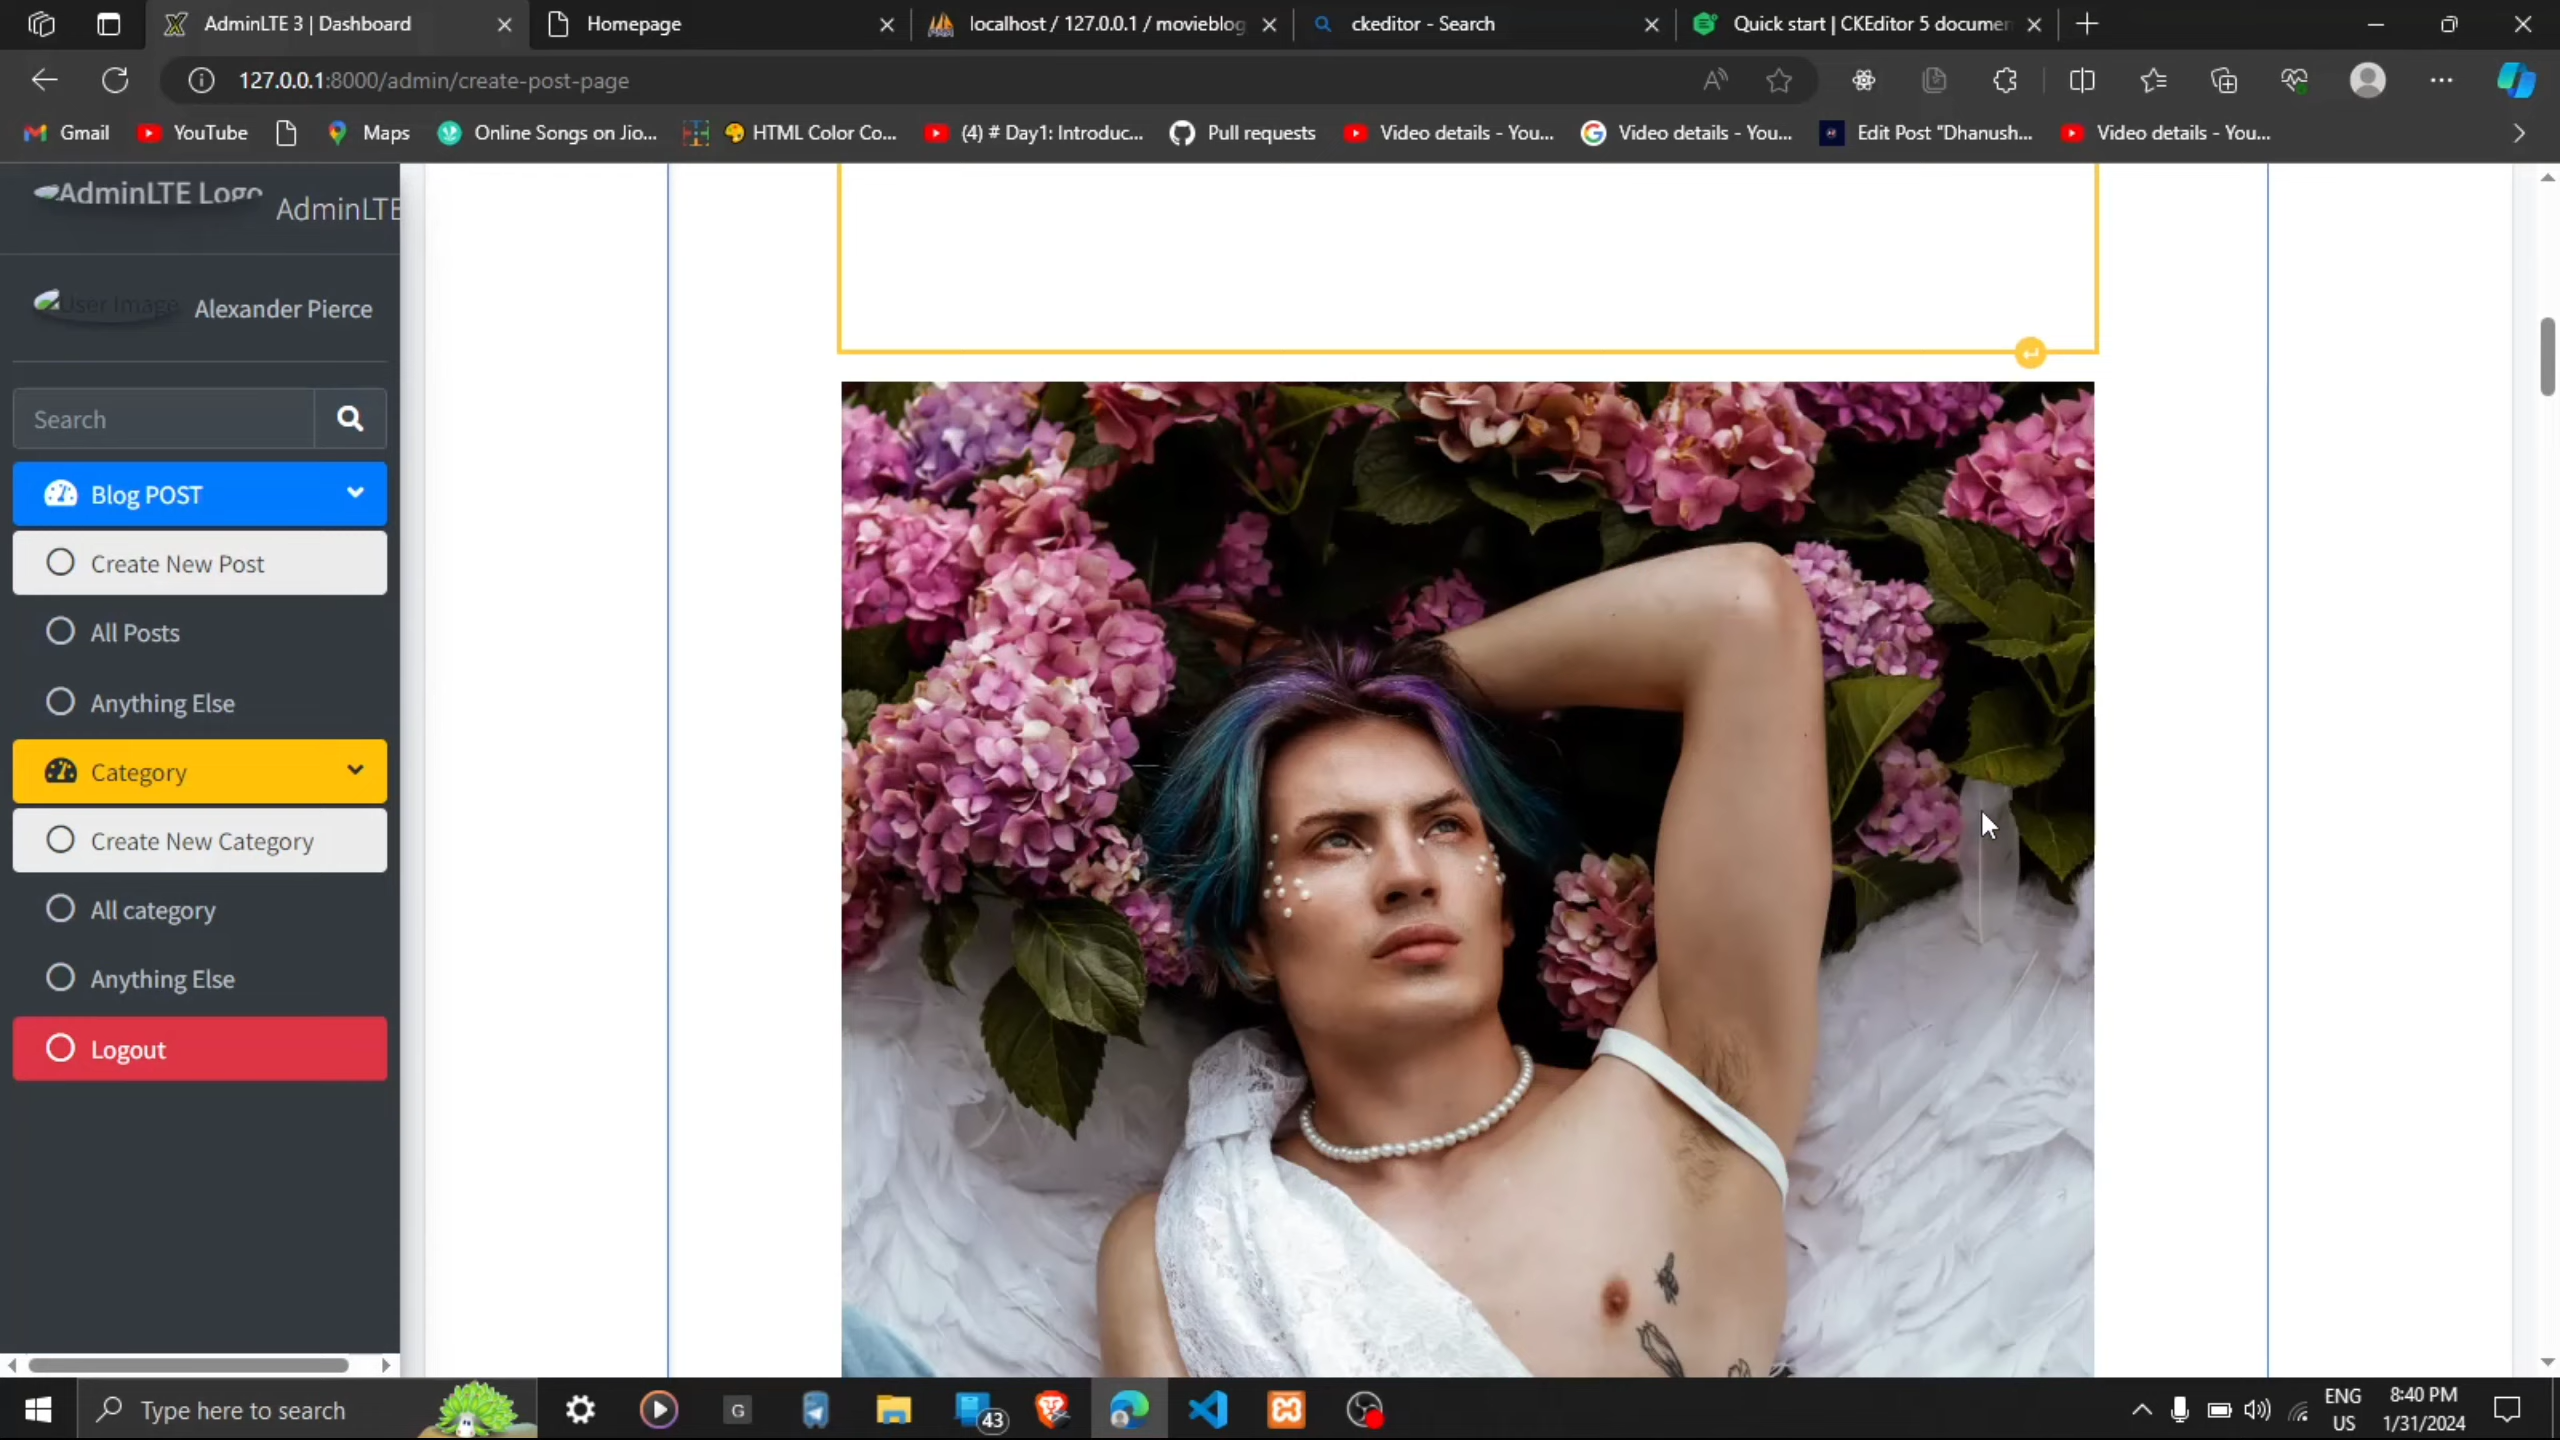 AdminLTE 3 | Dashboard
Homepage
localhost / 127.0.0.1 / movieblog
ckeditor - Search
Quick start | CKEditor 5 documen
127.0.0.1:8000/admin/create-post-page
Gmail
YouTube
Maps
Online Songs on Jio...
HTML Color Co...
(4) # Day1: Introduc...
Pull requests
Video details - You...
Video details - You...
Edit Post "Dhanush...
Video details - You...
AdminLTE Logo
AdminLTE
User Image
Alexander Pierce
Search
Blog POST
Create New Post
All Posts
Anything Else
Category
Create New Category
All category
Anything Else
Logout
Type here to search
G
43
ENG
US
8:40 PM
1/31/2024